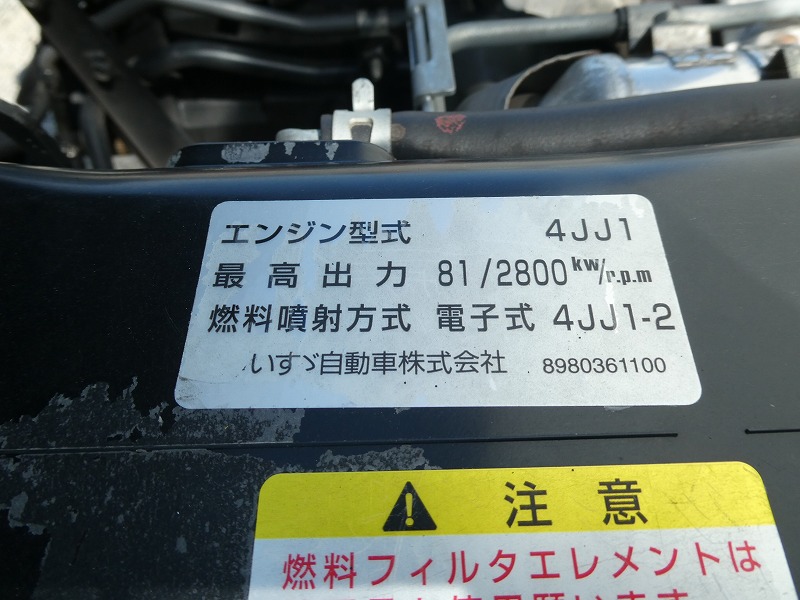 エンジン型式 4JJ1
最高出力 81/2800kw/r.p.m
燃料噴射方式 電子式 4JJ1-2
いすゞ自動車株式会社 8980361100
注意
燃料フィルタエレメントは